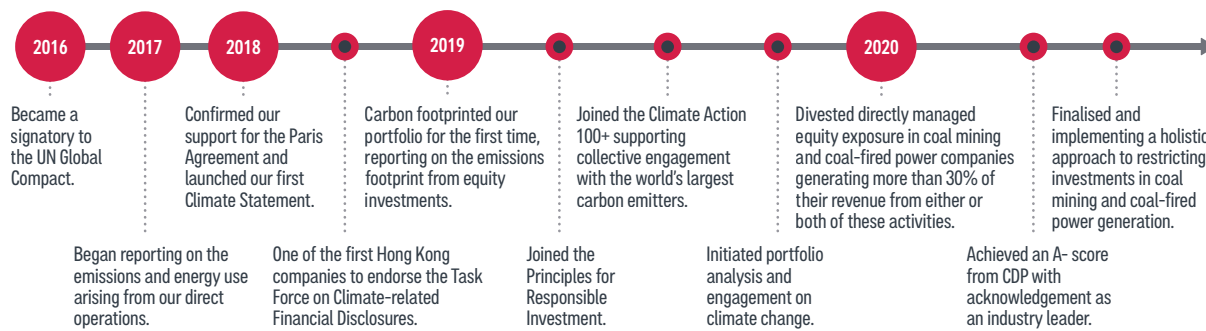 2016
2017
2018
2019
2020
Became a
signatory to
the UN Global
Compact.
Began reporting on the
emissions and energy use
arising from our direct
operations.
Confirmed our
support for the Paris
Agreement and
launched our first
Climate Statement.
One of the first Hong Kong
companies to endorse the Task
Force on Climate-related
Financial Disclosures.
Carbon footprinted our
portfolio for the first time,
reporting on the emissions
footprint from equity
investments.
Joined the
Principles for
Responsible
Investment.
Joined the Climate Action
100+ supporting
collective engagement
with the world's largest
carbon emitters.
Initiated portfolio
analysis and
engagement on
climate change.
Divested directly managed
equity exposure in coal mining
and coal-fired power companies
generating more than 30% of
their revenue from either or
both of these activities.
Achieved an A- score
from CDP with
acknowledgement as
an industry leader.
Finalised and
implementing a holistic
approach to restricting
investments in coal
mining and coal-fired
power generation.